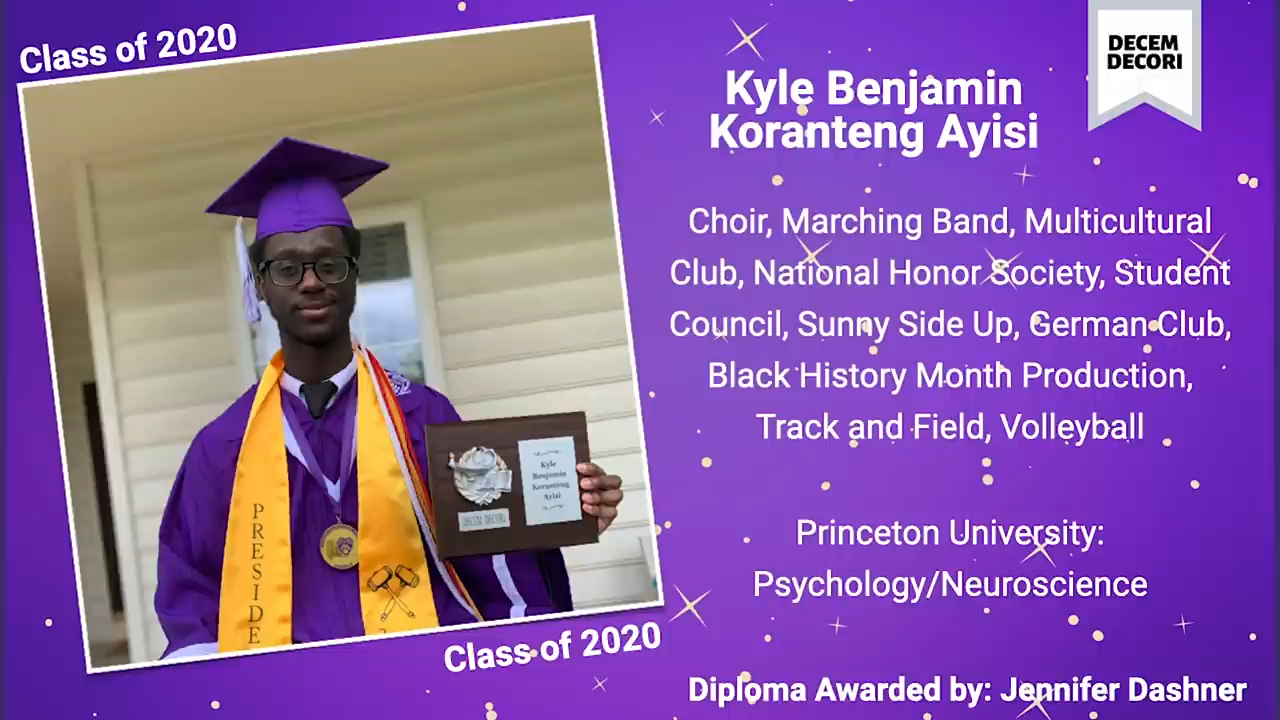 Class of 2020
DECEM
DECORI
Kyle Benjamin
Koranteng Ayisi
Choir, Marching Band, Multicultural
Club, National Honor Society, Student
Council, Sunny Side Up, German Club,
Black History Month Production,
Track and Field, Volleyball
Princeton University:
Psychology/Neuroscience
Diploma Awarded by: Jennifer Dashner
Class of 2020
PRESIDE
Kyle
Benjamin
Koranteng
Ayisi
DECEM DECORI